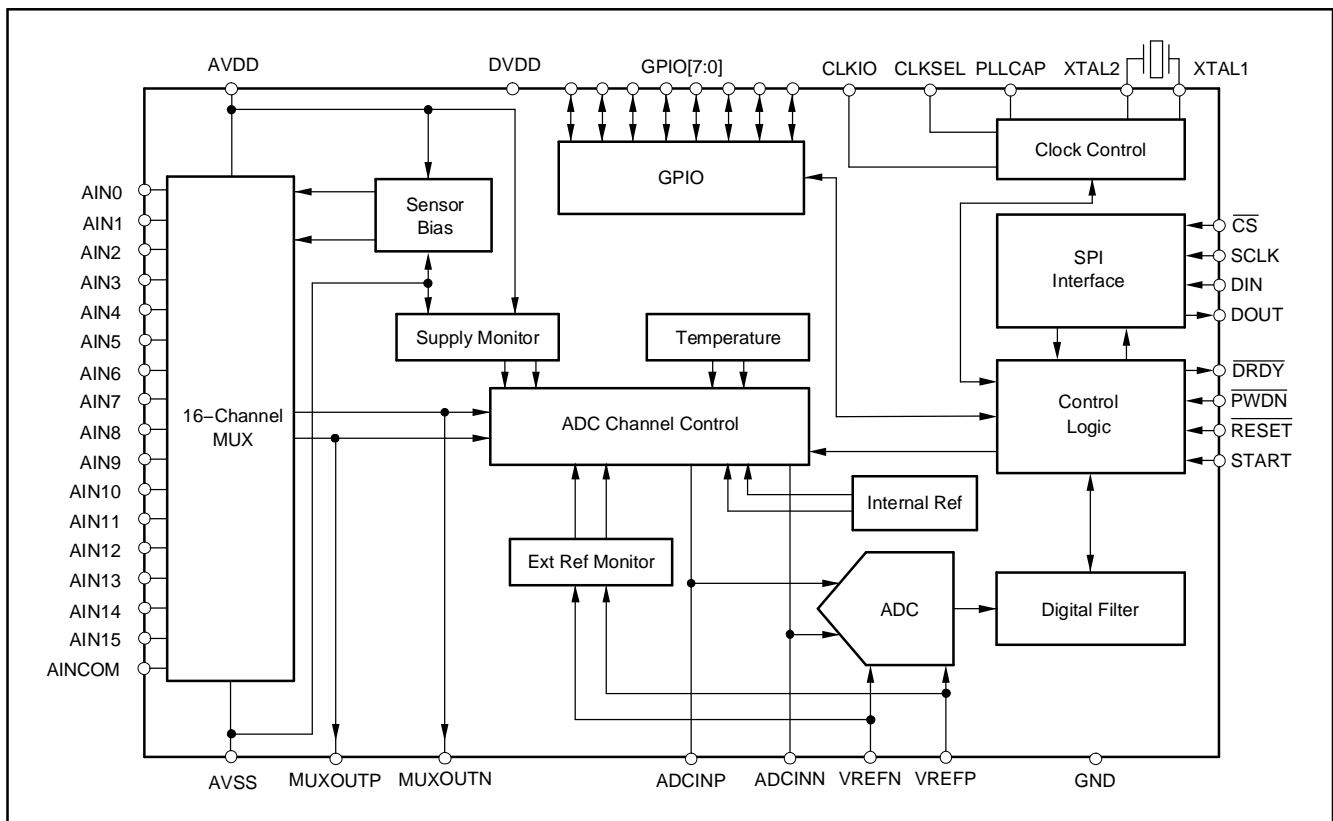 AVDD
DVDD
GPIO[7:0]
CLKIO
CLKSEL
PLLCAP
XTAL2
XTAL1
Clock Control
GPIO
Sensor
Bias
AIN0
AIN1
AIN2
AIN3
AIN4
AIN5
AIN6
AIN7
AIN8
AIN9
AIN10
AIN11
AIN12
AIN13
AIN14
AIN15
AINCOM
16−Channel
MUX
SPI
Interface
CS
SCLK
DIN
DOUT
Supply Monitor
Temperature
ADC Channel Control
Control
Logic
DRDY
PWDN
RESET
START
Internal Ref
Ext Ref Monitor
ADC
Digital Filter
AVSS
MUXOUTP
MUXOUTN
ADCINP
ADCINN
VREFN
VREFP
GND